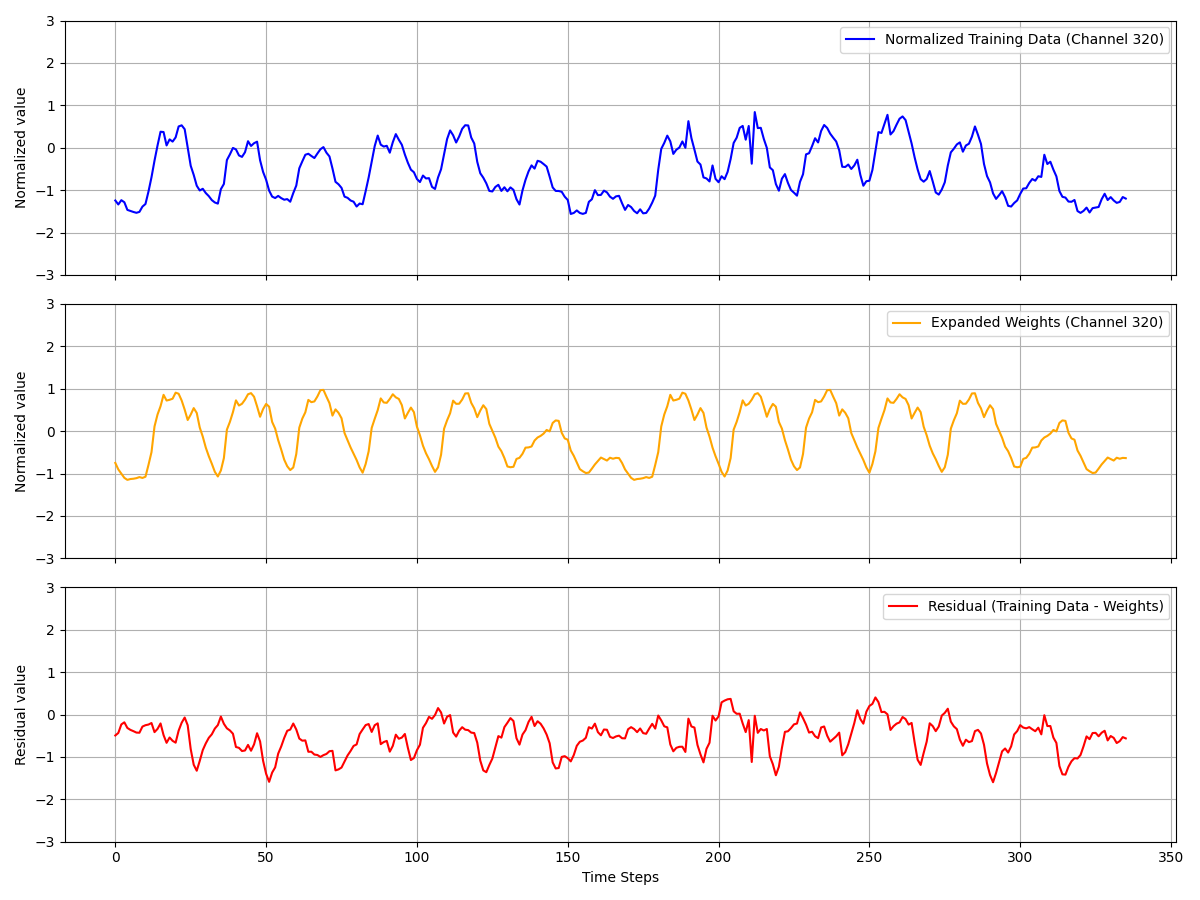 3
2
1
0
−1
−2
−3
Normalized value
Normalized Training Data (Channel 320)
3
2
1
0
−1
−2
−3
Normalized value
Expanded Weights (Channel 320)
3
2
1
0
−1
−2
−3
Residual value
Residual (Training Data - Weights)
0 50 100 150 200 250 300 350
Time Steps